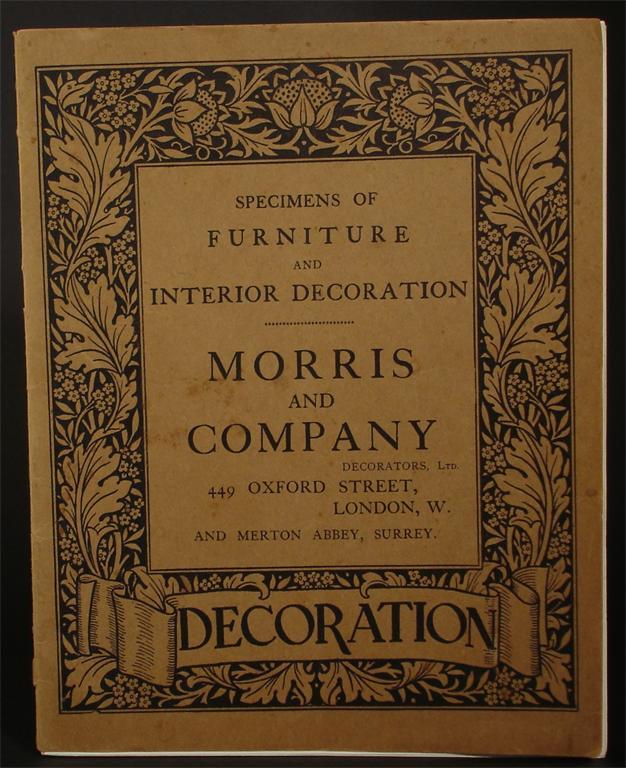 SPECIMENS OF
FURNITURE
AND
INTERIOR DECORATION
MORRIS
AND
COMPANY
DECORATORS, LTD.
449 OXFORD STREET,
LONDON, W.
AND MERTON ABBEY, SURREY.
DECORATION